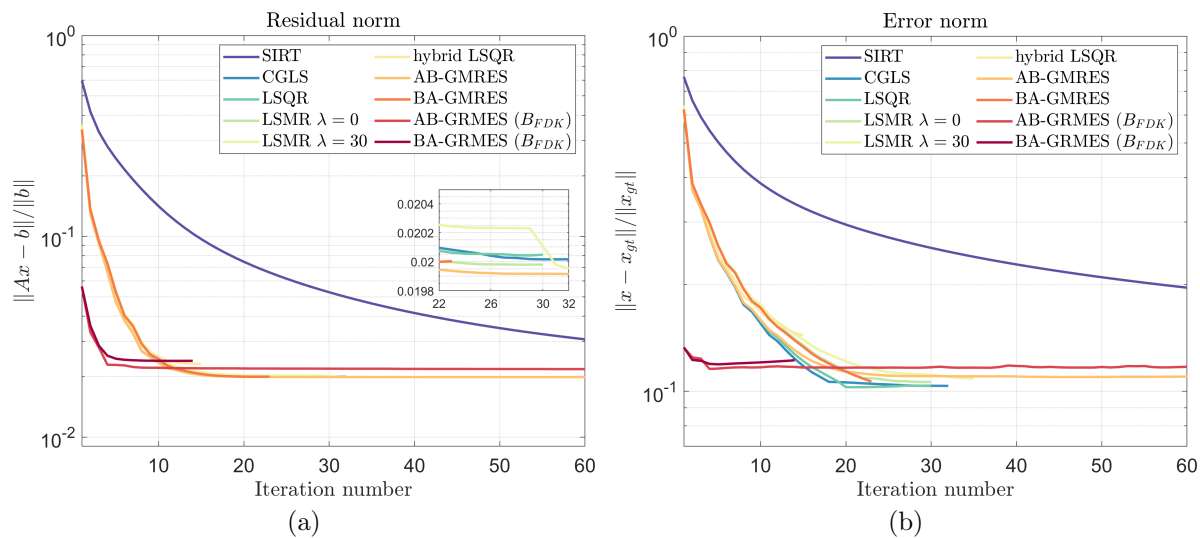 Residual norm
10^0
10^-1
10^-2
||Ax − b||/||b||
SIRT
CGLS
LSQR
LSMR λ = 0
LSMR λ = 30
hybrid LSQR
AB-GMRES
BA-GMRES
AB-GRMES (B_FDK)
BA-GRMES (B_FDK)
0.0204
0.0202
0.02
0.0198
22 26 30 32
10 20 30 40 50 60
Iteration number
(a)
Error norm
10^0
10^-1
||x − x_gt||/||x_gt||
SIRT
CGLS
LSQR
LSMR λ = 0
LSMR λ = 30
hybrid LSQR
AB-GMRES
BA-GMRES
AB-GRMES (B_FDK)
BA-GRMES (B_FDK)
10 20 30 40 50 60
Iteration number
(b)